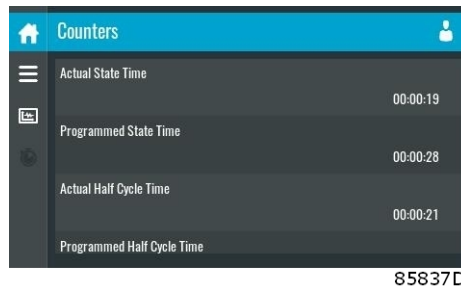 Counters
Actual State Time
00:00:19
Programmed State Time
00:00:28
Actual Half Cycle Time
00:00:21
Programmed Half Cycle Time
85837D